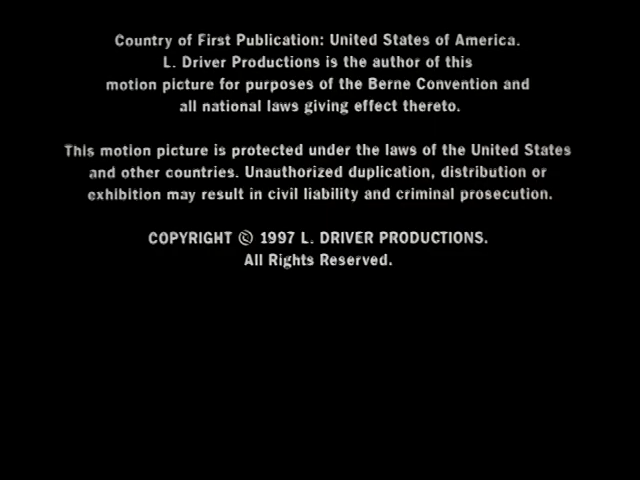 Country of First Publication: United States of America.
L. Driver Productions is the author of this
motion picture for purposes of the Berne Convention and
all national laws giving effect thereto.
This motion picture is protected under the laws of the United States
and other countries. Unauthorized duplication, distribution or
exhibition may result in civil liability and criminal prosecution.
COPYRIGHT © 1997 L. DRIVER PRODUCTIONS.
All Rights Reserved.